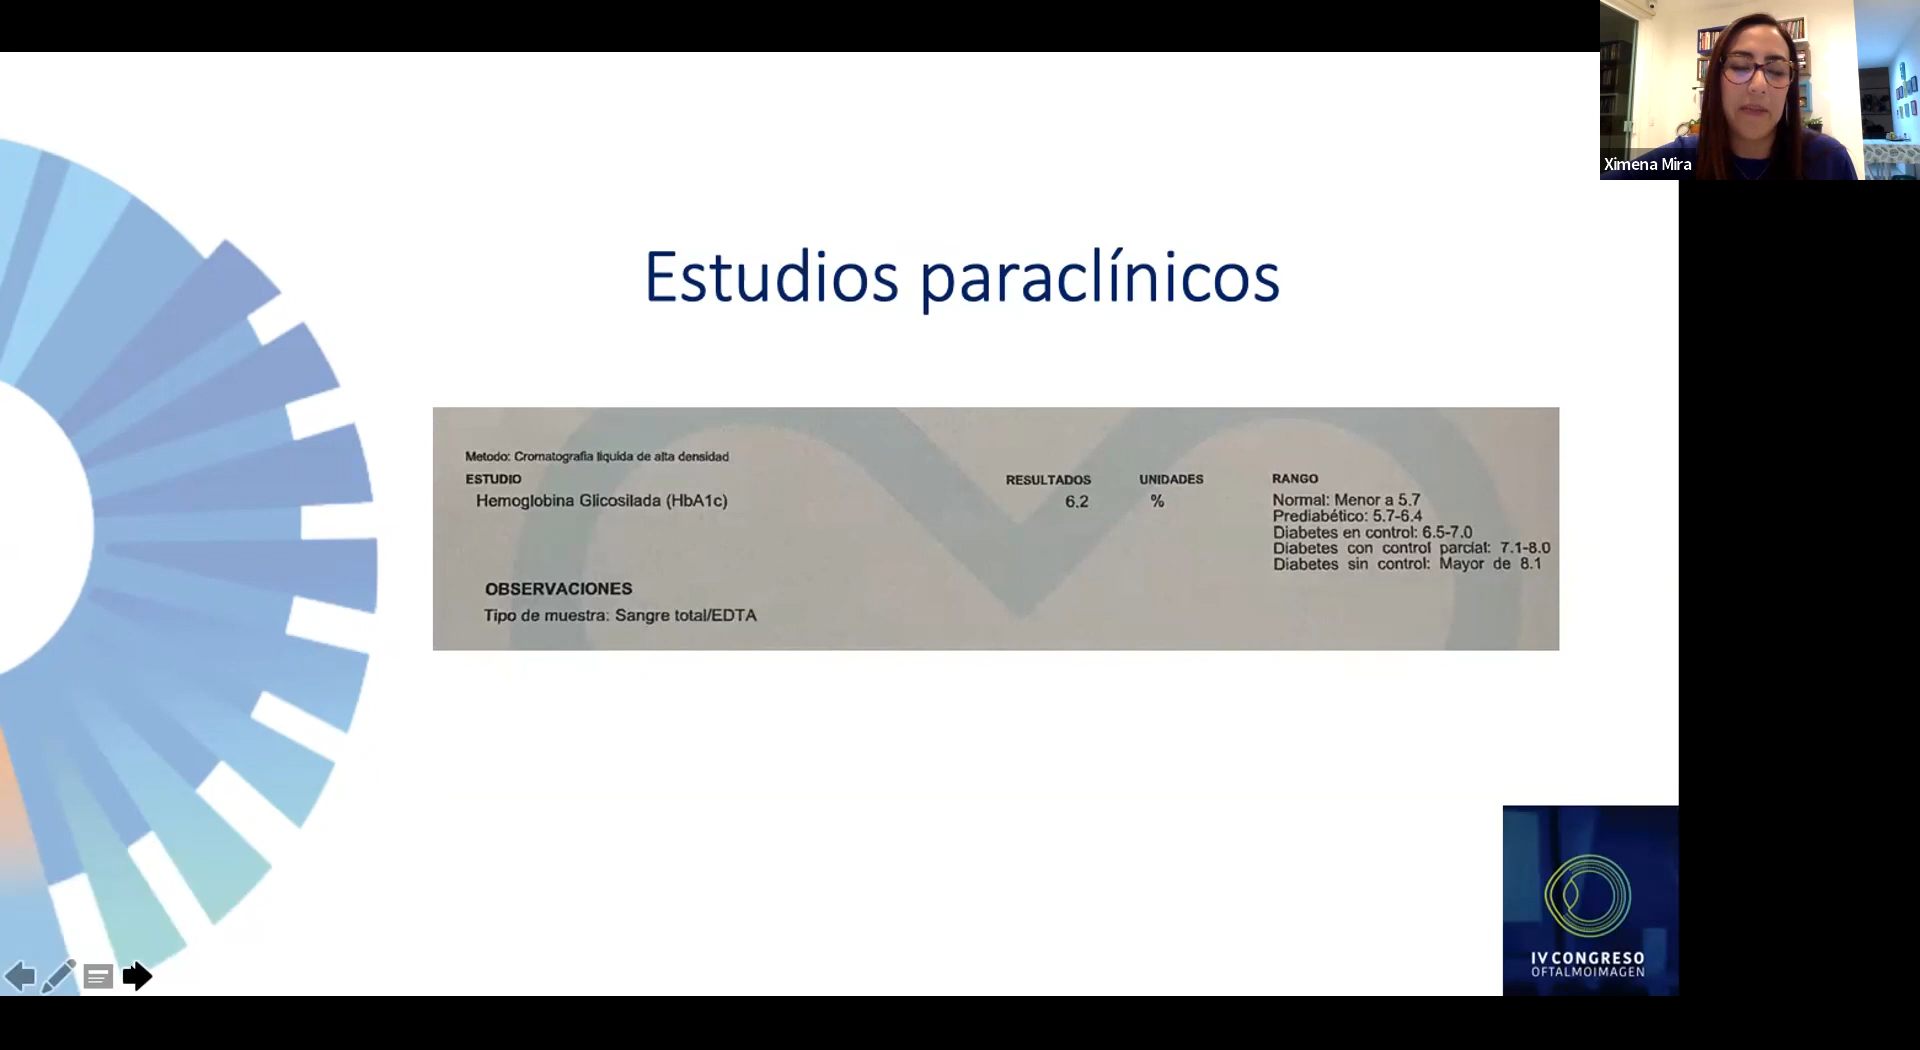 Ximena Mira
Estudios paraclínicos
Metodo: Cromatografia liquida de alta densidad
ESTUDIO RESULTADOS UNIDADES RANGO
Hemoglobina Glicosilada (HbA1c) 6.2 % Normal: Menor a 5.7
Prediabético: 5.7-6.4
Diabetes en control: 6.5-7.0
Diabetes con control parcial: 7.1-8.0
Diabetes sin control: Mayor de 8.1
OBSERVACIONES
Tipo de muestra: Sangre total/EDTA
IV CONGRESO
OFTALMOIMAGEN